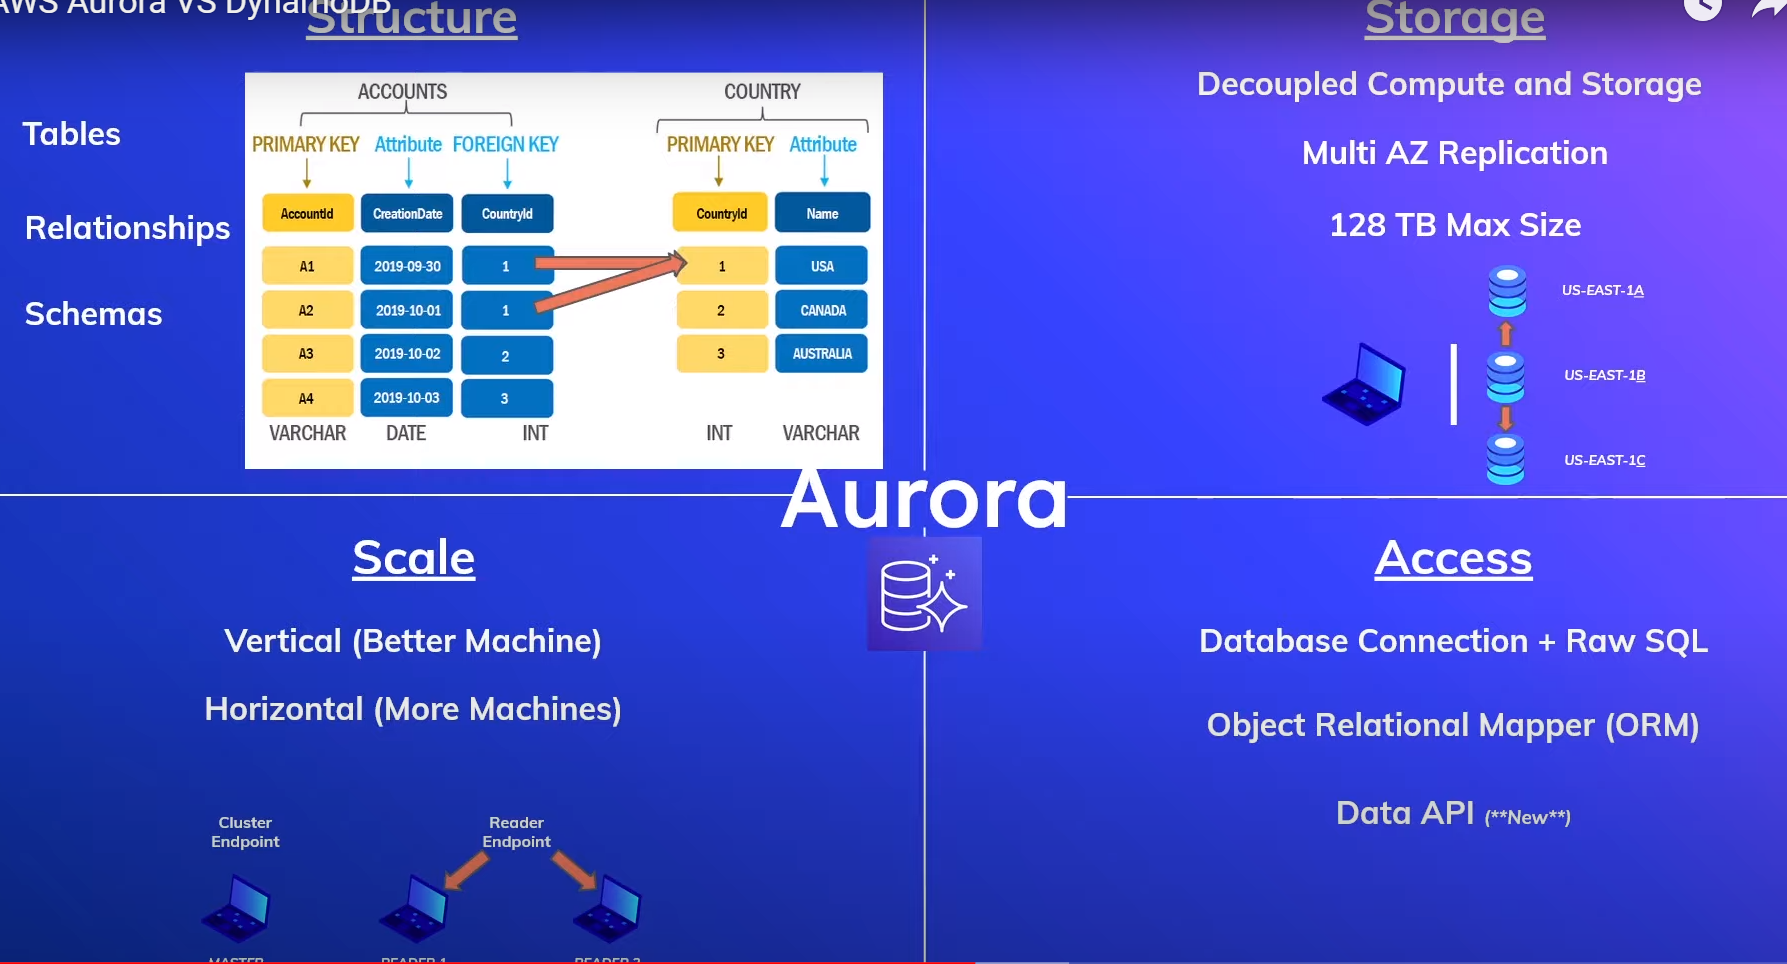 AWS Aurora VS DynamoDB
Structure
Tables
Relationships
Schemas
ACCOUNTS
PRIMARY KEY Attribute FOREIGN KEY
AccountId CreationDate CountryId
A1 2019-09-30 1
A2 2019-10-01 1
A3 2019-10-02 2
A4 2019-10-03 3
VARCHAR DATE INT
COUNTRY
PRIMARY KEY Attribute
CountryId Name
1 USA
2 CANADA
3 AUSTRALIA
INT VARCHAR
Storage
Decoupled Compute and Storage
Multi AZ Replication
128 TB Max Size
US-EAST-1A
US-EAST-1B
US-EAST-1C
Aurora
Scale
Vertical (Better Machine)
Horizontal (More Machines)
Cluster
Endpoint
Reader
Endpoint
MASTER READER 1 READER 2
Access
Database Connection + Raw SQL
Object Relational Mapper (ORM)
Data API (**New**)